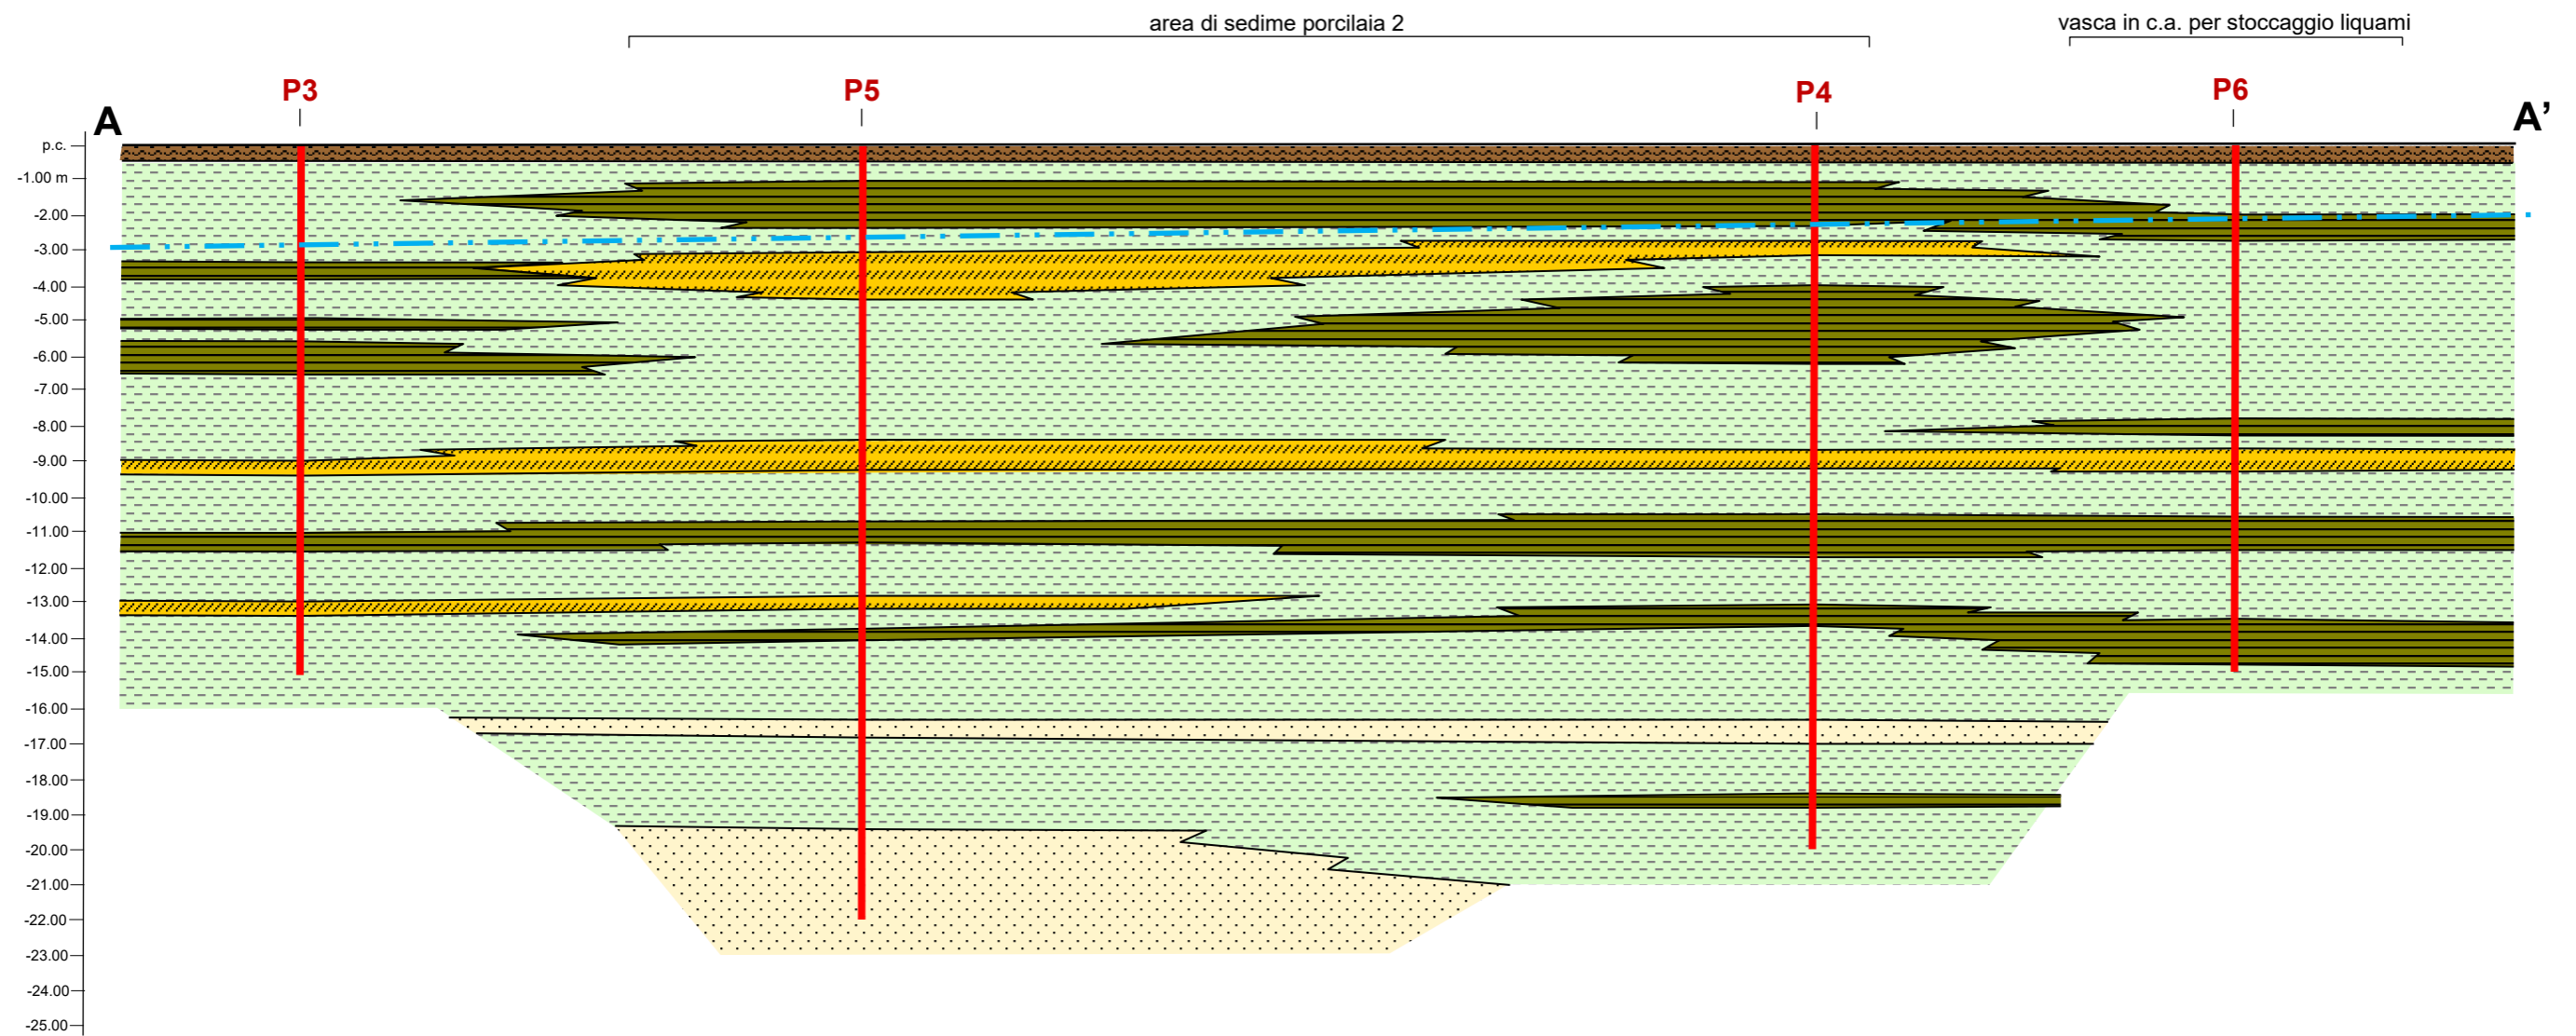 area di sedime porcilaia 2
vasca in c.a. per stoccaggio liquami
P3
P5
P4
P6
A
A’
p.c.
-1.00 m
-2.00
-3.00
-4.00
-5.00
-6.00
-7.00
-8.00
-9.00
-10.00
-11.00
-12.00
-13.00
-14.00
-15.00
-16.00
-17.00
-18.00
-19.00
-20.00
-21.00
-22.00
-23.00
-24.00
-25.00